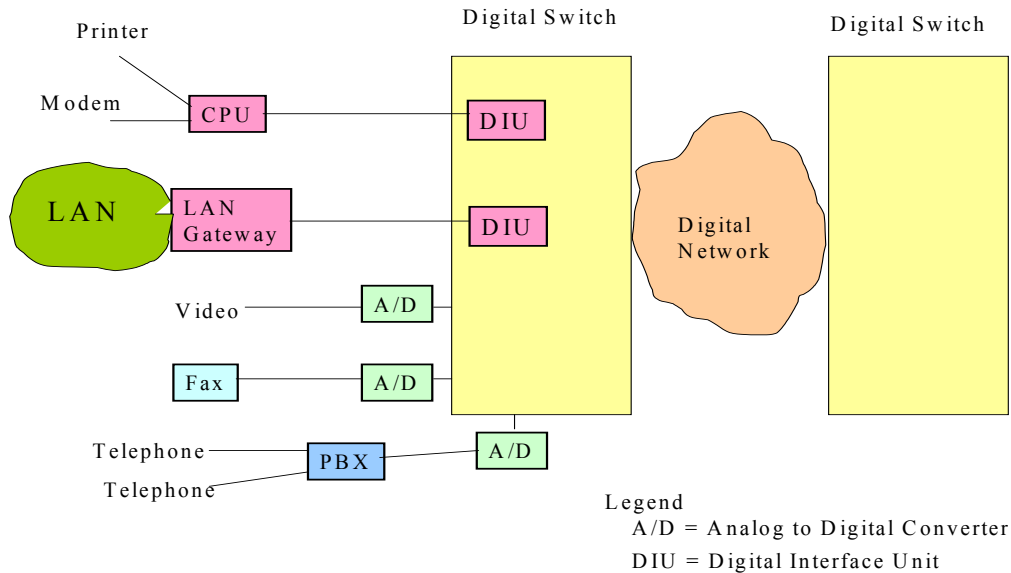 Digital Switch
Digital Switch
Printer
Modem
CPU
DIU
LAN
LAN
Gateway
DIU
Digital
Network
Video
A/D
Fax
A/D
Telephone
PBX
A/D
Telephone
Legend
A/D = Analog to Digital Converter
DIU = Digital Interface Unit